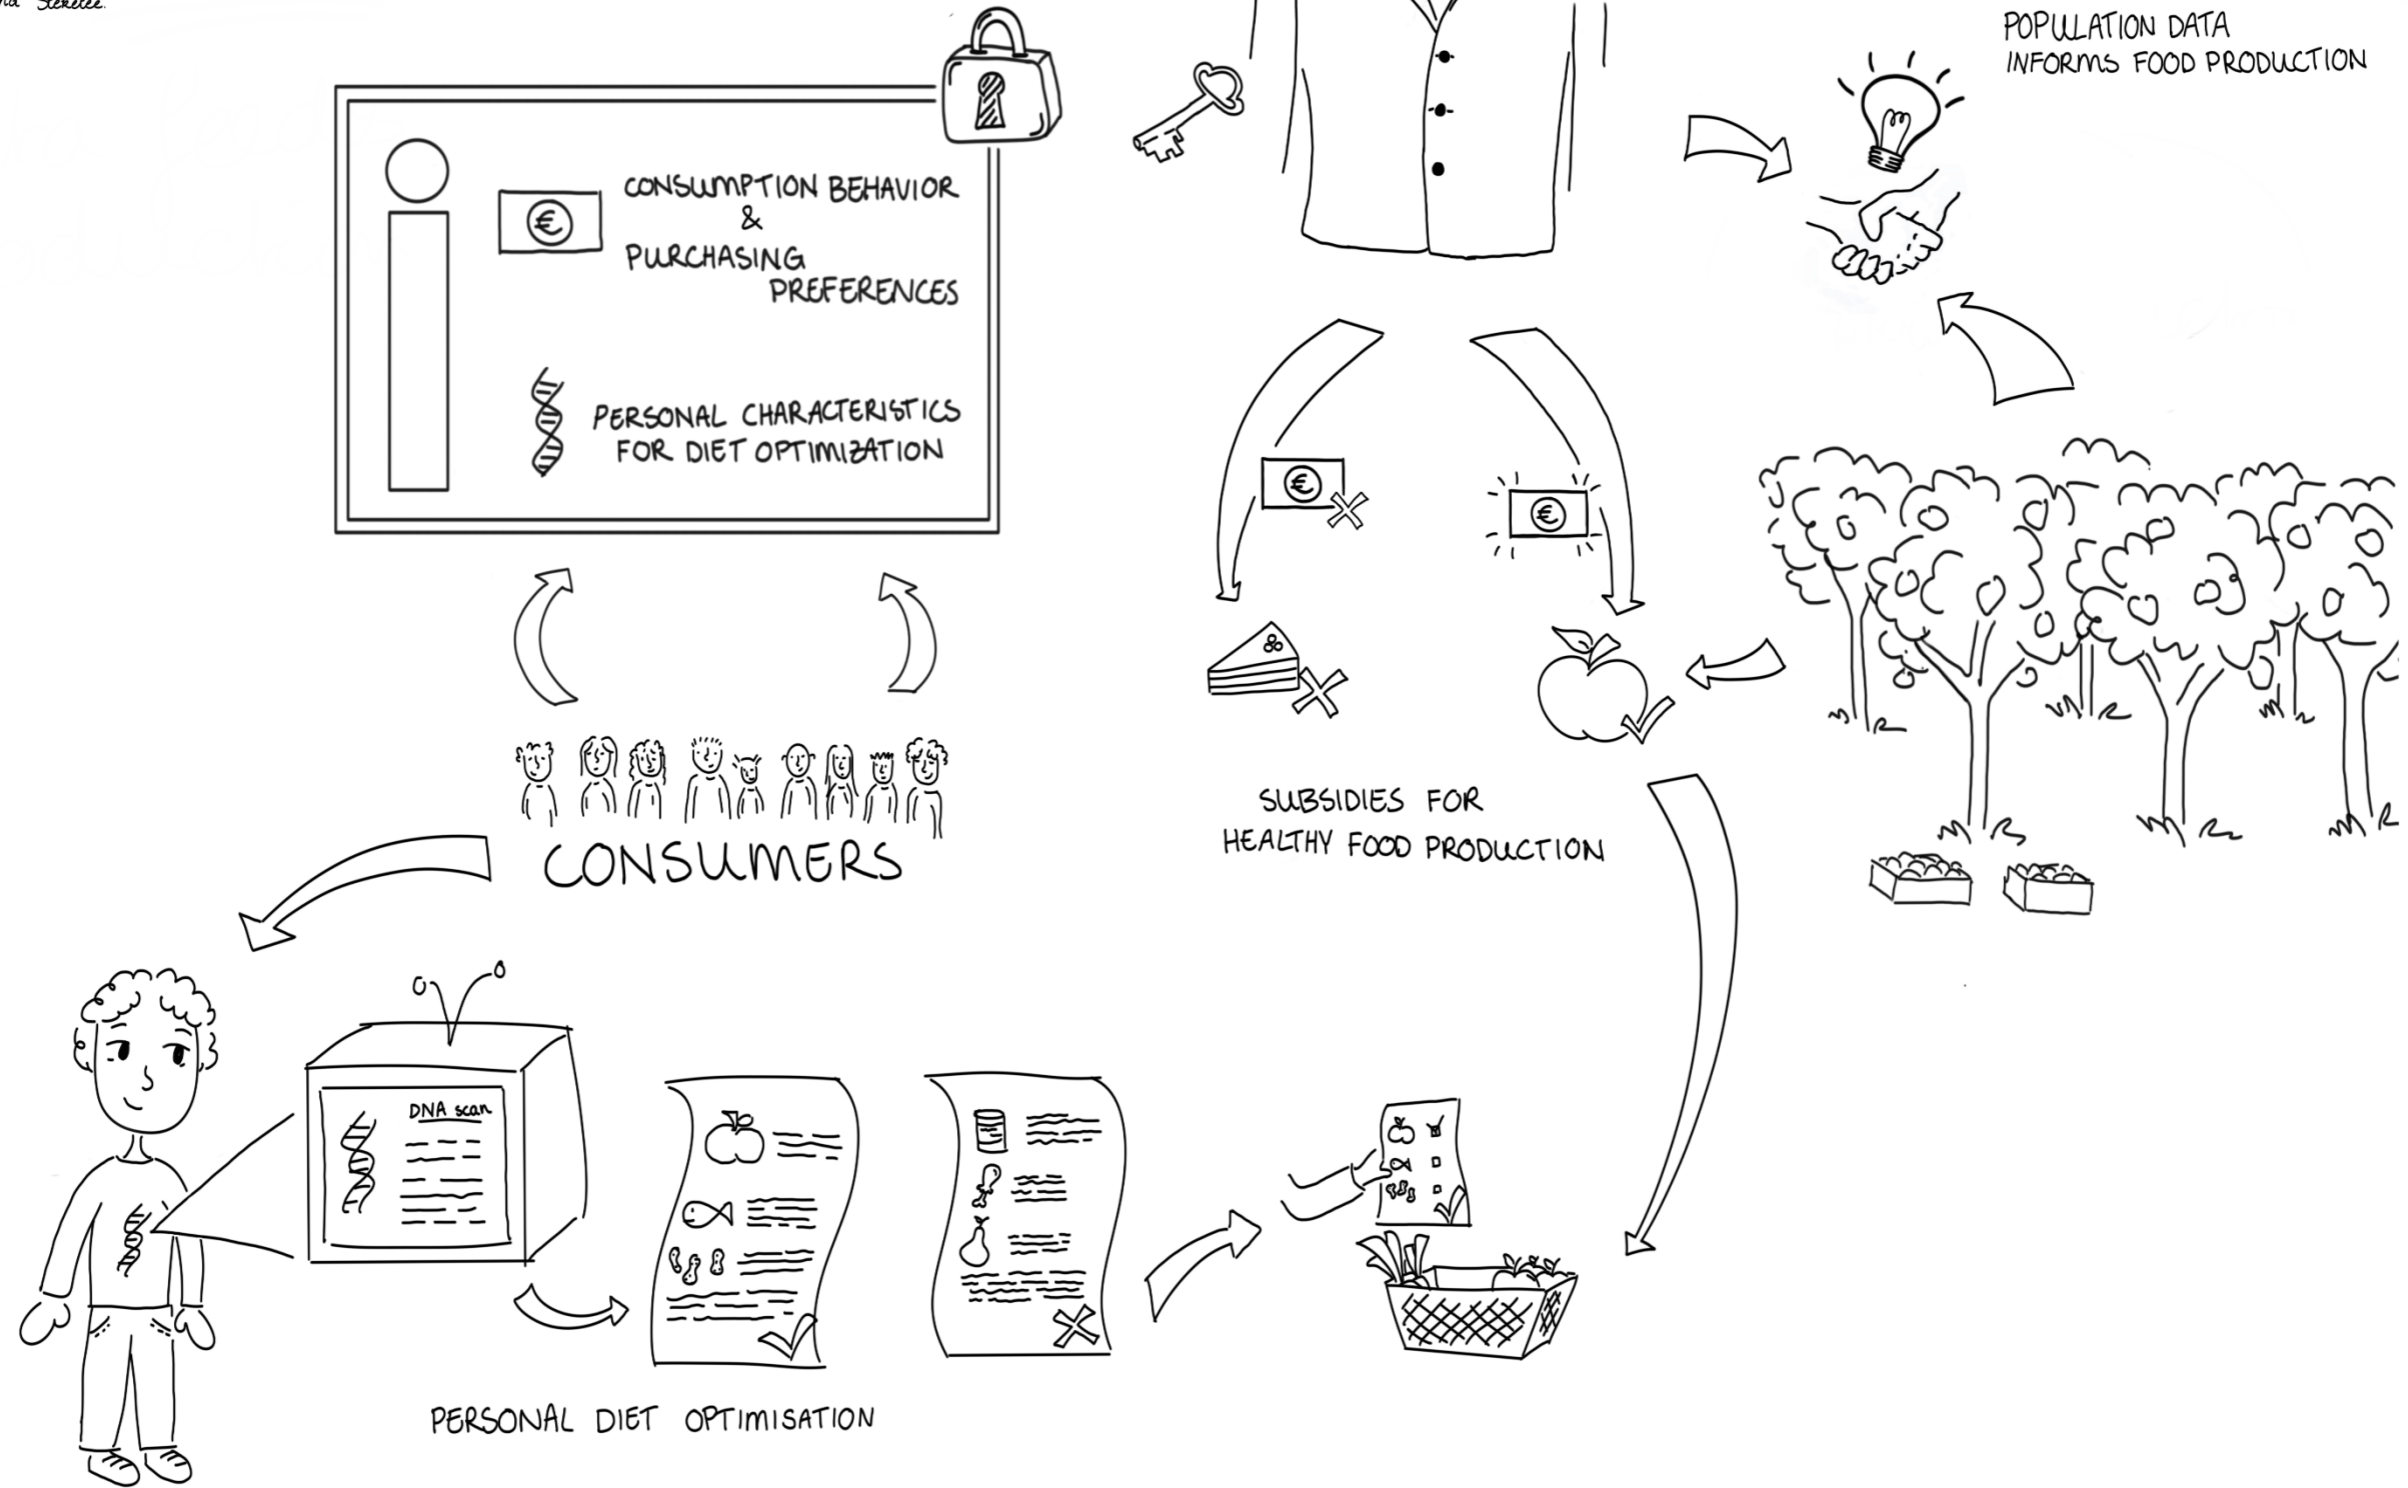 Steketee.
POPULATION DATA
INFORMS FOOD PRODUCTION
€
CONSUMPTION BEHAVIOR
&
PURCHASING
PREFERENCES
PERSONAL CHARACTERISTICS
FOR DIET OPTIMIZATION
€
€
SUBSIDIES FOR
HEALTHY FOOD PRODUCTION
CONSUMERS
DNA scan
PERSONAL DIET OPTIMISATION